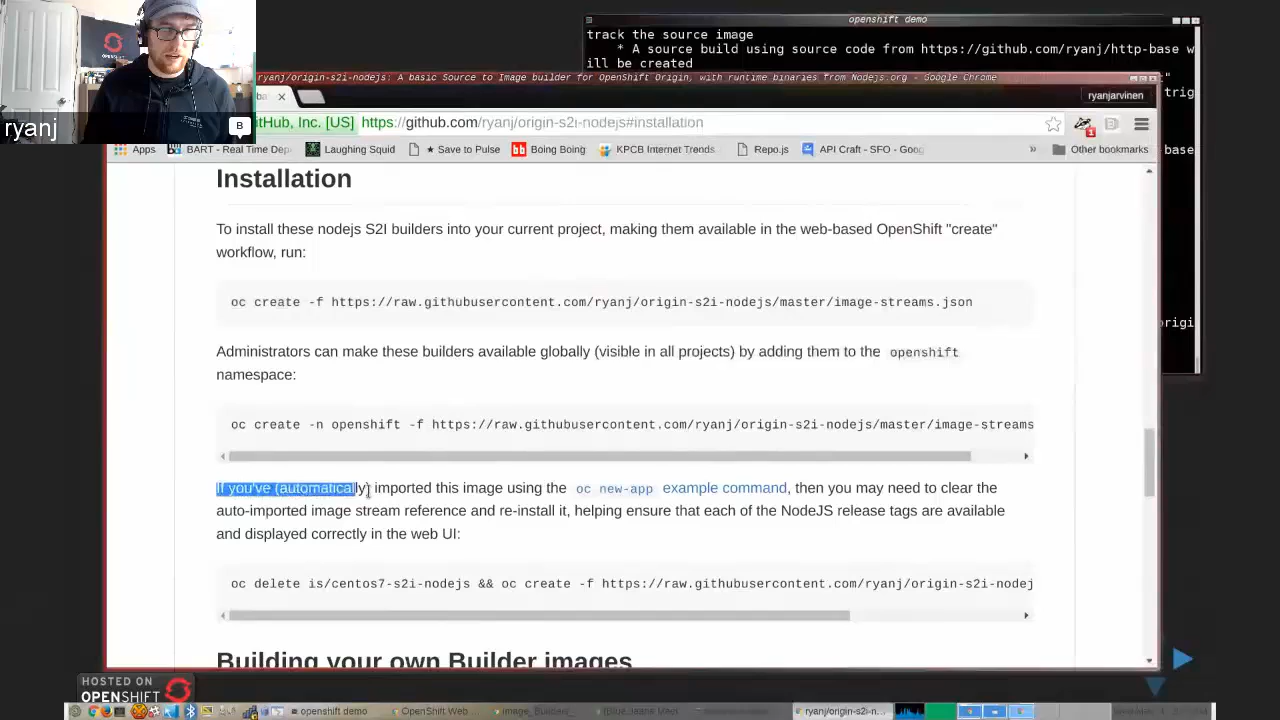 openshift demo
track the source image
* A source build using source code from https://github.com/ryanj/http-base w
ill be created
ryanj/origin-s2i-nodejs: A basic Source to Image builder for OpenShift Origin, with runtime binaries from Nodejs.org - Google Chrome
ryanjarvinen
ryanj
B
GitHub, Inc. [US] https://github.com/ryanj/origin-s2i-nodejs#installation
Apps BART - Real Time Dep Laughing Squid ★ Save to Pulse Boing Boing KPCB Internet Trends Repo.js API Craft - SFO - Goog » Other bookmarks
Installation
To install these nodejs S2I builders into your current project, making them available in the web-based OpenShift "create"
workflow, run:
oc create -f https://raw.githubusercontent.com/ryanj/origin-s2i-nodejs/master/image-streams.json
Administrators can make these builders available globally (visible in all projects) by adding them to the openshift
namespace:
oc create -n openshift -f https://raw.githubusercontent.com/ryanj/origin-s2i-nodejs/master/image-streams
If you've (automatically) imported this image using the oc new-app example command, then you may need to clear the
auto-imported image stream reference and re-install it, helping ensure that each of the NodeJS release tags are available
and displayed correctly in the web UI:
oc delete is/centos7-s2i-nodejs && oc create -f https://raw.githubusercontent.com/ryanj/origin-s2i-nodej
Building your own Builder images
HOSTED ON
OPENSHIFT
openshift demo OpenShift Web ryanj/origin-s2i-n...